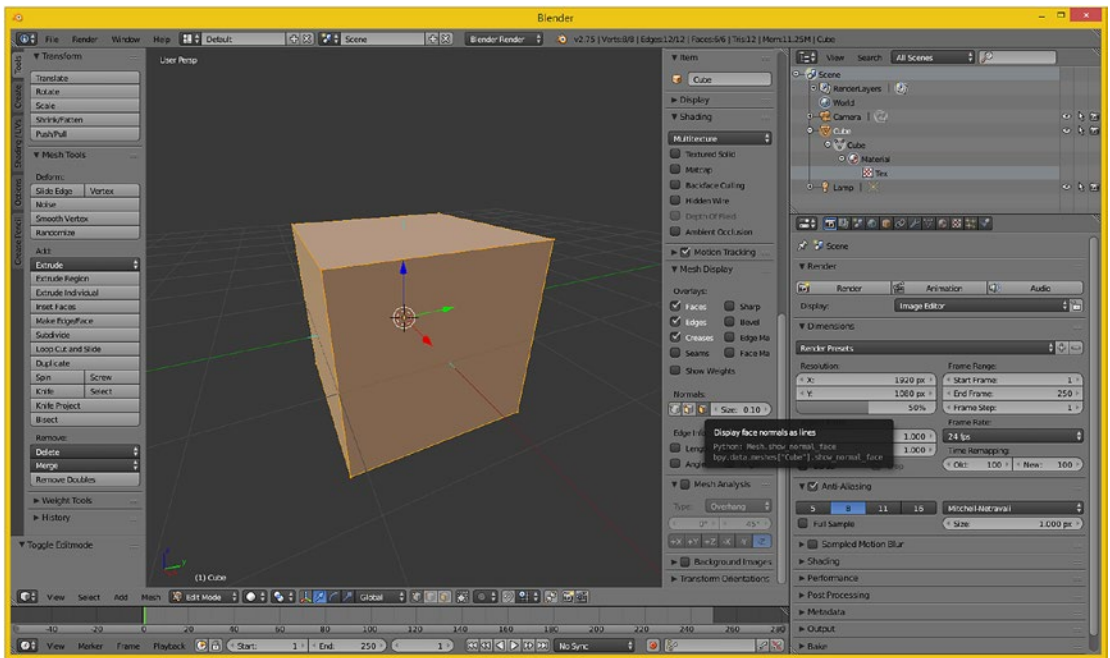 Blender
File Render Window Help Default Scene Blender Render v2.75 | Verts:8/8 | Edges:12/12 | Faces:6/6 | Tris:12 | Mem:11.25M | Cube
Tools
Create
Shading / UVs
Options
Grease Pencil
Transform
Translate
Rotate
Scale
Shrink/Fatten
Push/Pull
Mesh Tools
Deform:
Slide Edge Vertex
Noise
Smooth Vertex
Randomize
Add:
Extrude
Extrude Region
Extrude Individual
Inset Faces
Make Edge/Face
Subdivide
Loop Cut and Slide
Duplicate
Spin Screw
Knife Select
Knife Project
Bisect
Remove:
Delete
Merge
Remove Doubles
Weight Tools
History
Toggle Editmode
User Persp
(1) Cube
Item
Cube
Display
Shading
Multitexture
Textured Solid
Matcap
Backface Culling
Hidden Wire
Depth Of Field
Ambient Occlusion
Motion Tracking
Mesh Display
Overlays:
Faces Sharp
Edges Bevel
Creases Edge Ma
Seams Face Ma
Show Weights
Normals:
Size: 0.10
Display face normals as lines
Python: Mesh.show_normal_face
bpy.data.meshes["Cube"].show_normal_face
Mesh Analysis
Type: Overhang
0° 45°
+X +Y +Z -X -Y -Z
Background Images
Transform Orientations
View Search All Scenes
Scene
RenderLayers |
World
Camera |
Cube
Cube
Material
Tex
Lamp |
Scene
Render
Render Animation Audio
Display: Image Editor
Dimensions
Render Presets
Resolution: Frame Range:
X: 1920 px Start Frame: 1
Y: 1080 px End Frame: 250
50% Frame Step: 1
Frame Rate:
1.000 24 fps
1.000 Time Remapping:
Old: 100 New: 100
Anti-Aliasing
5 8 11 16 Mitchell-Netravali
Full Sample Size: 1.000 px
Sampled Motion Blur
Shading
Performance
Post Processing
Metadata
Output
Bake
View Select Add Mesh Edit Mode Global
-40 -20 0 20 40 60 80 100 120 140 160 180 200 220 240 260 280
View Marker Frame Playback Start: 1 End: 250 1 No Sync